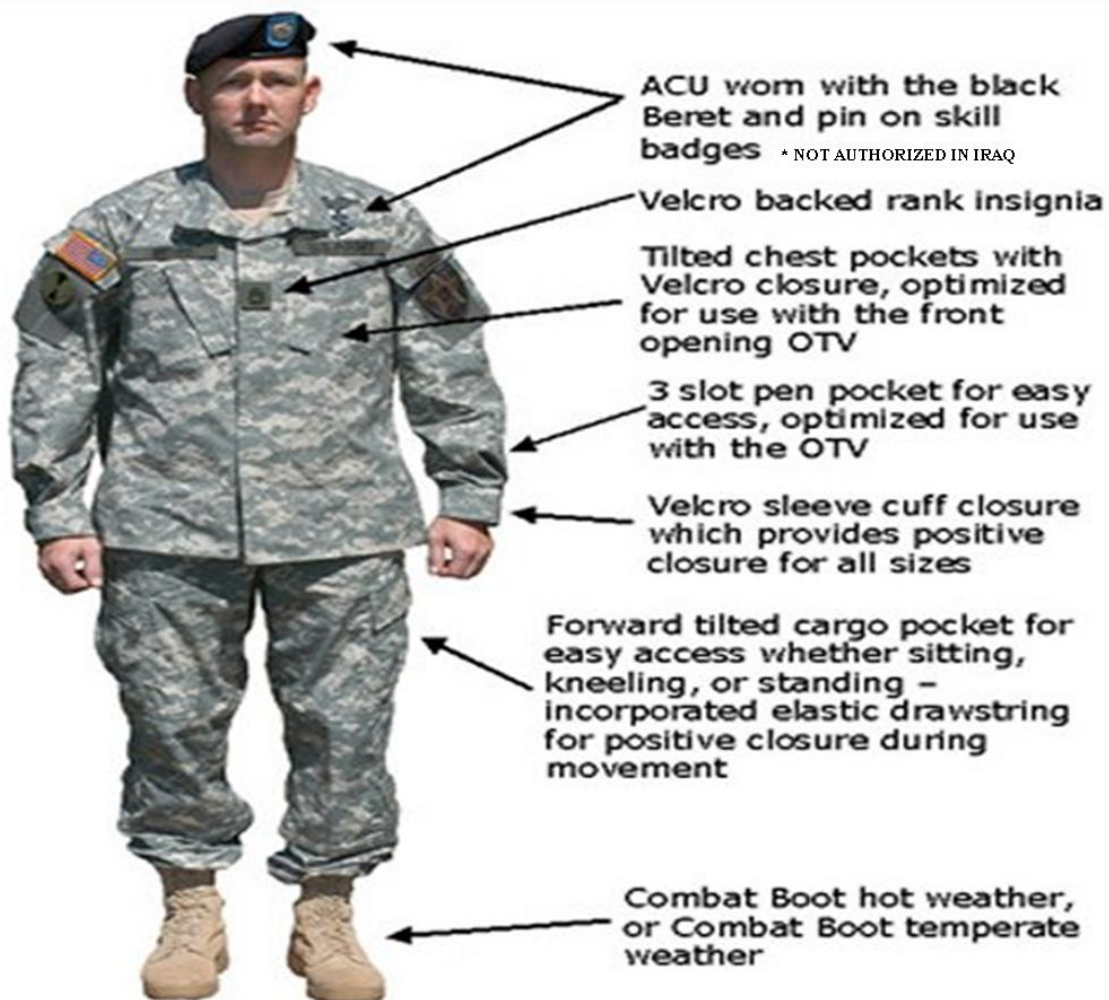 ACU worn with the black
Beret and pin on skill
badges * NOT AUTHORIZED IN IRAQ
Velcro backed rank insignia
Tilted chest pockets with
Velcro closure, optimized
for use with the front
opening OTV
3 slot pen pocket for easy
access, optimized for use
with the OTV
Velcro sleeve cuff closure
which provides positive
closure for all sizes
Forward tilted cargo pocket for
easy access whether sitting,
kneeling, or standing –
incorporated elastic drawstring
for positive closure during
movement
Combat Boot hot weather,
or Combat Boot temperate
weather